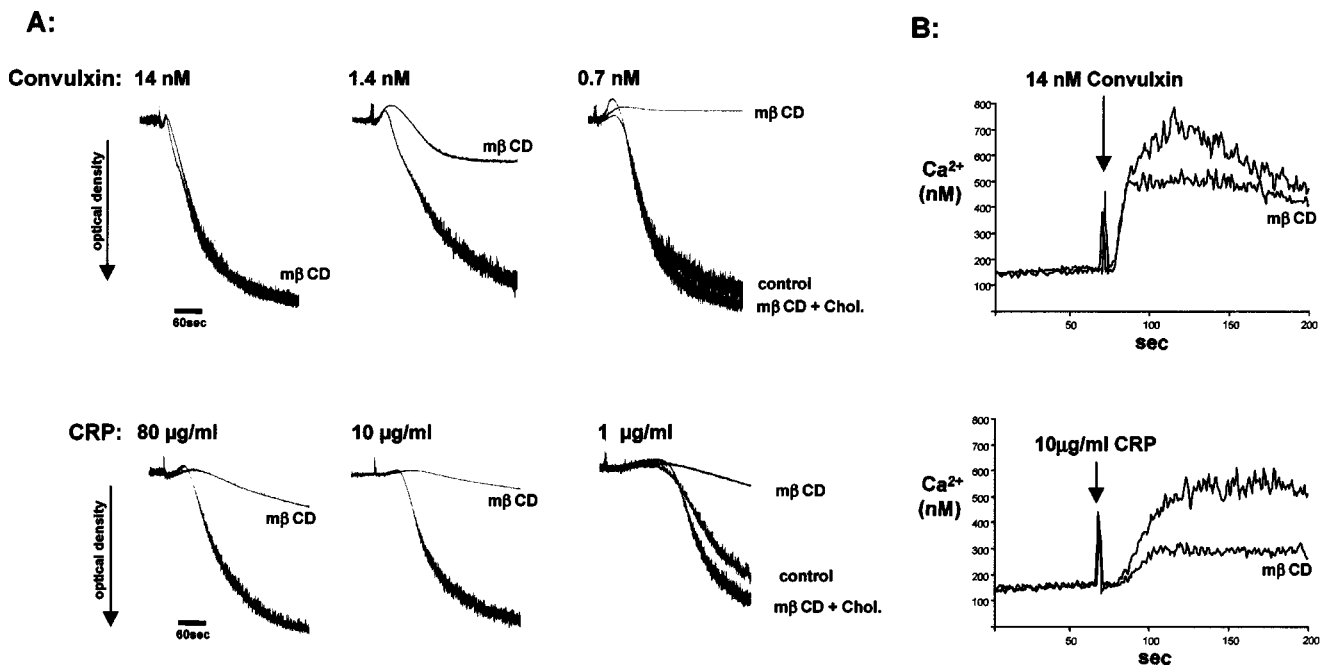 A:
Convulxin: 14 nM 1.4 nM 0.7 nM
optical density
mβ CD
mβ CD
mβ CD
control
mβ CD + Chol.
60sec
CRP: 80 µg/ml 10 µg/ml 1 µg/ml
optical density
mβ CD
mβ CD
mβ CD
control
mβ CD + Chol.
60sec
B:
14 nM Convulxin
Ca²⁺
(nM)
800
700
600
500
400
300
200
100
mβ CD
50 100 150 200
sec
10µg/ml CRP
Ca²⁺
(nM)
800
700
600
500
400
300
200
100
mβ CD
50 100 150 200
sec